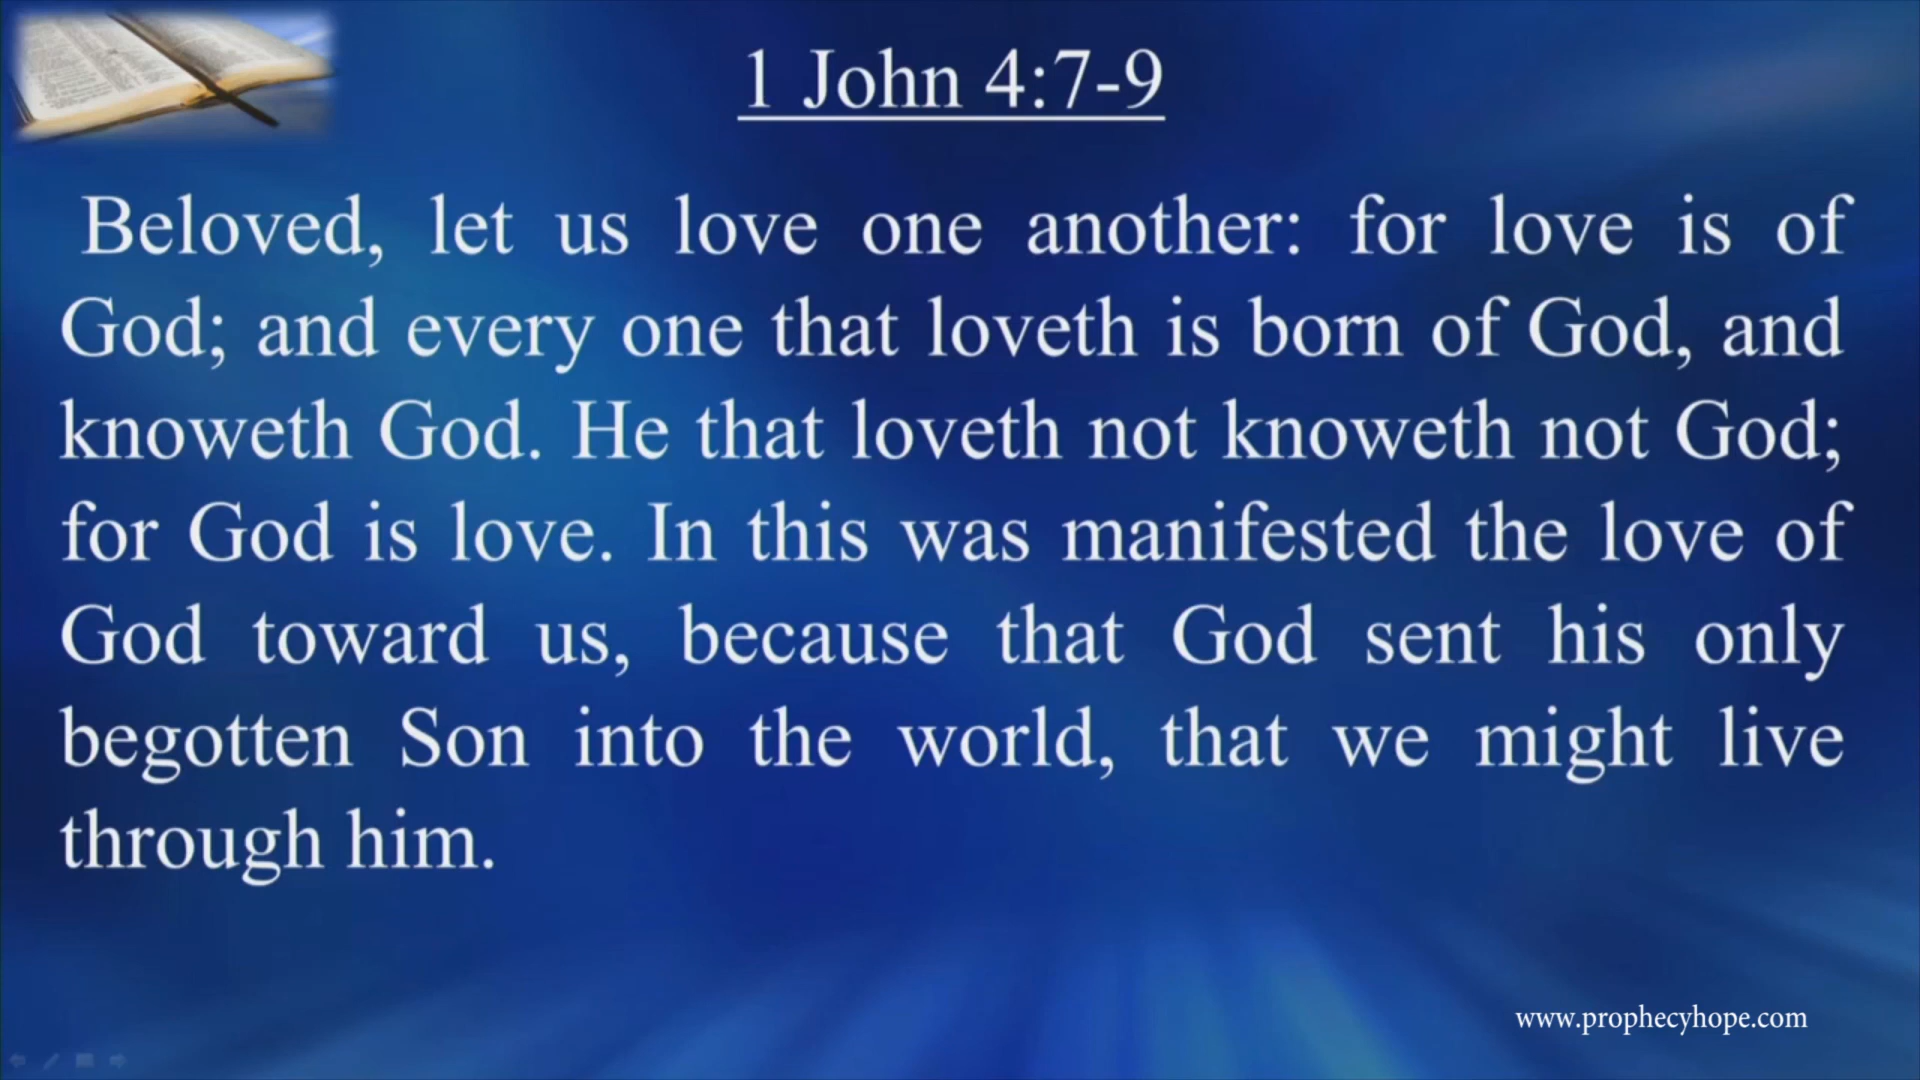 1 John 4:7-9
Beloved, let us love one another: for love is of
God; and every one that loveth is born of God, and
knoweth God. He that loveth not knoweth not God;
for God is love. In this was manifested the love of
God toward us, because that God sent his only
begotten Son into the world, that we might live
through him.
www.prophecyhope.com